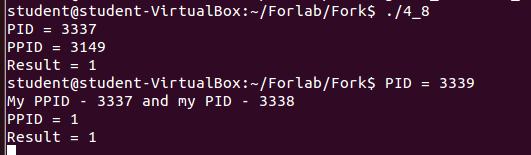 student@student-VirtualBox:~/Forlab/Fork$ ./4_8
PID = 3337
PPID = 3149
Result = 1
student@student-VirtualBox:~/Forlab/Fork$ PID = 3339
My PPID - 3337 and my PID - 3338
PPID = 1
Result = 1